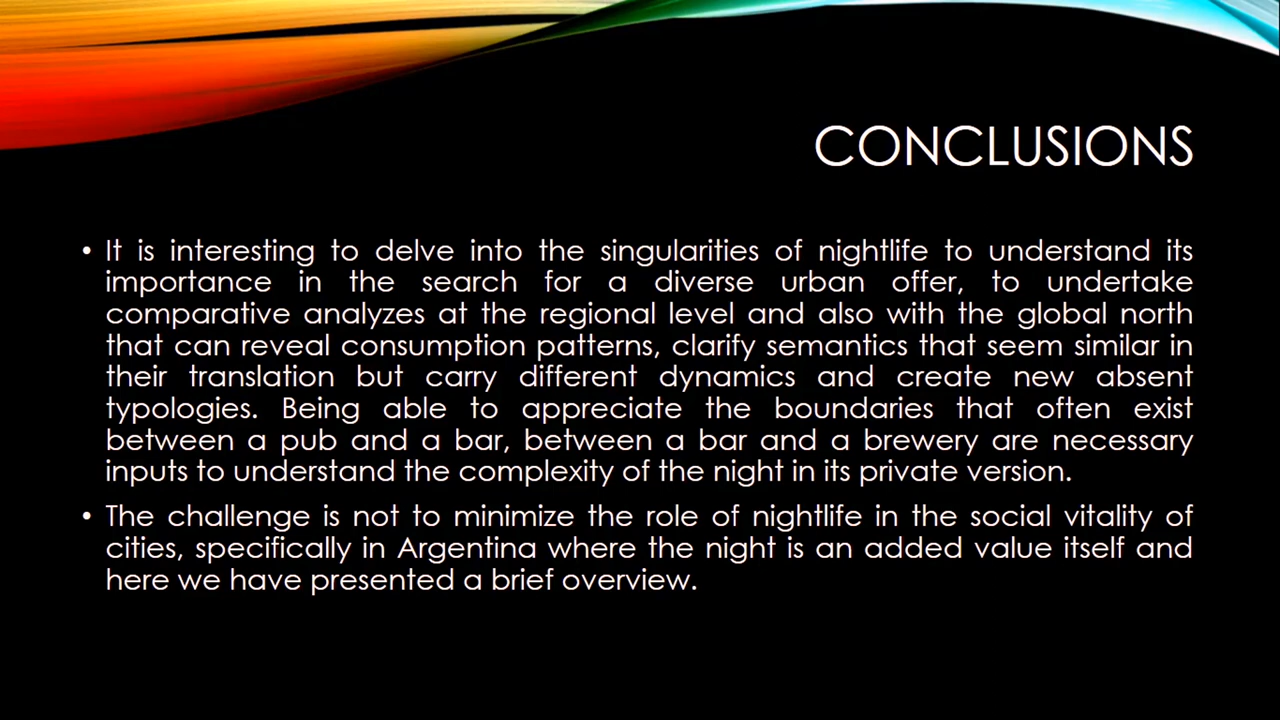 CONCLUSIONS
• It is interesting to delve into the singularities of nightlife to understand its
importance in the search for a diverse urban offer, to undertake
comparative analyzes at the regional level and also with the global north
that can reveal consumption patterns, clarify semantics that seem similar in
their translation but carry different dynamics and create new absent
typologies. Being able to appreciate the boundaries that often exist
between a pub and a bar, between a bar and a brewery are necessary
inputs to understand the complexity of the night in its private version.
• The challenge is not to minimize the role of nightlife in the social vitality of
cities, specifically in Argentina where the night is an added value itself and
here we have presented a brief overview.